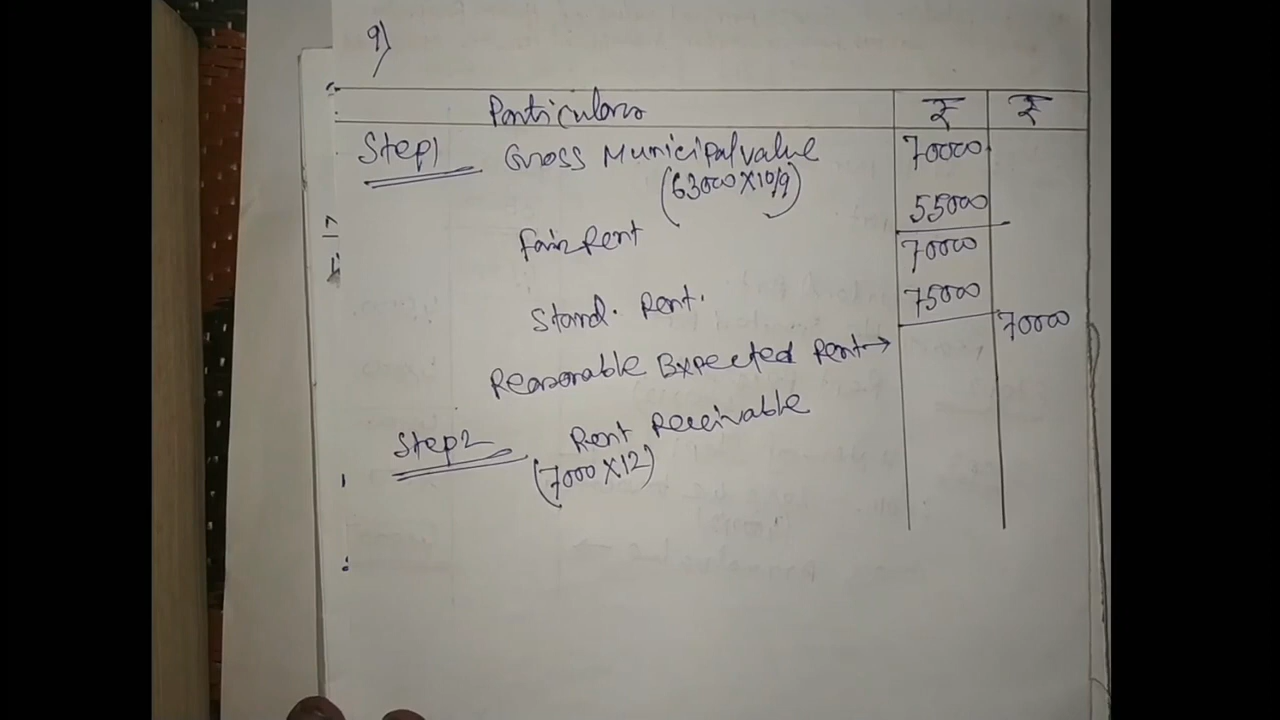 9)
Particulars ₹ ₹
Step1 Gross Municipal value 70000
(63000 X 10/9)
55000
Fair Rent 70000
Stand. Rent. 75000
70000
Reasonable Expected Rent →
Step2 Rent Receivable
(7000 X 12)